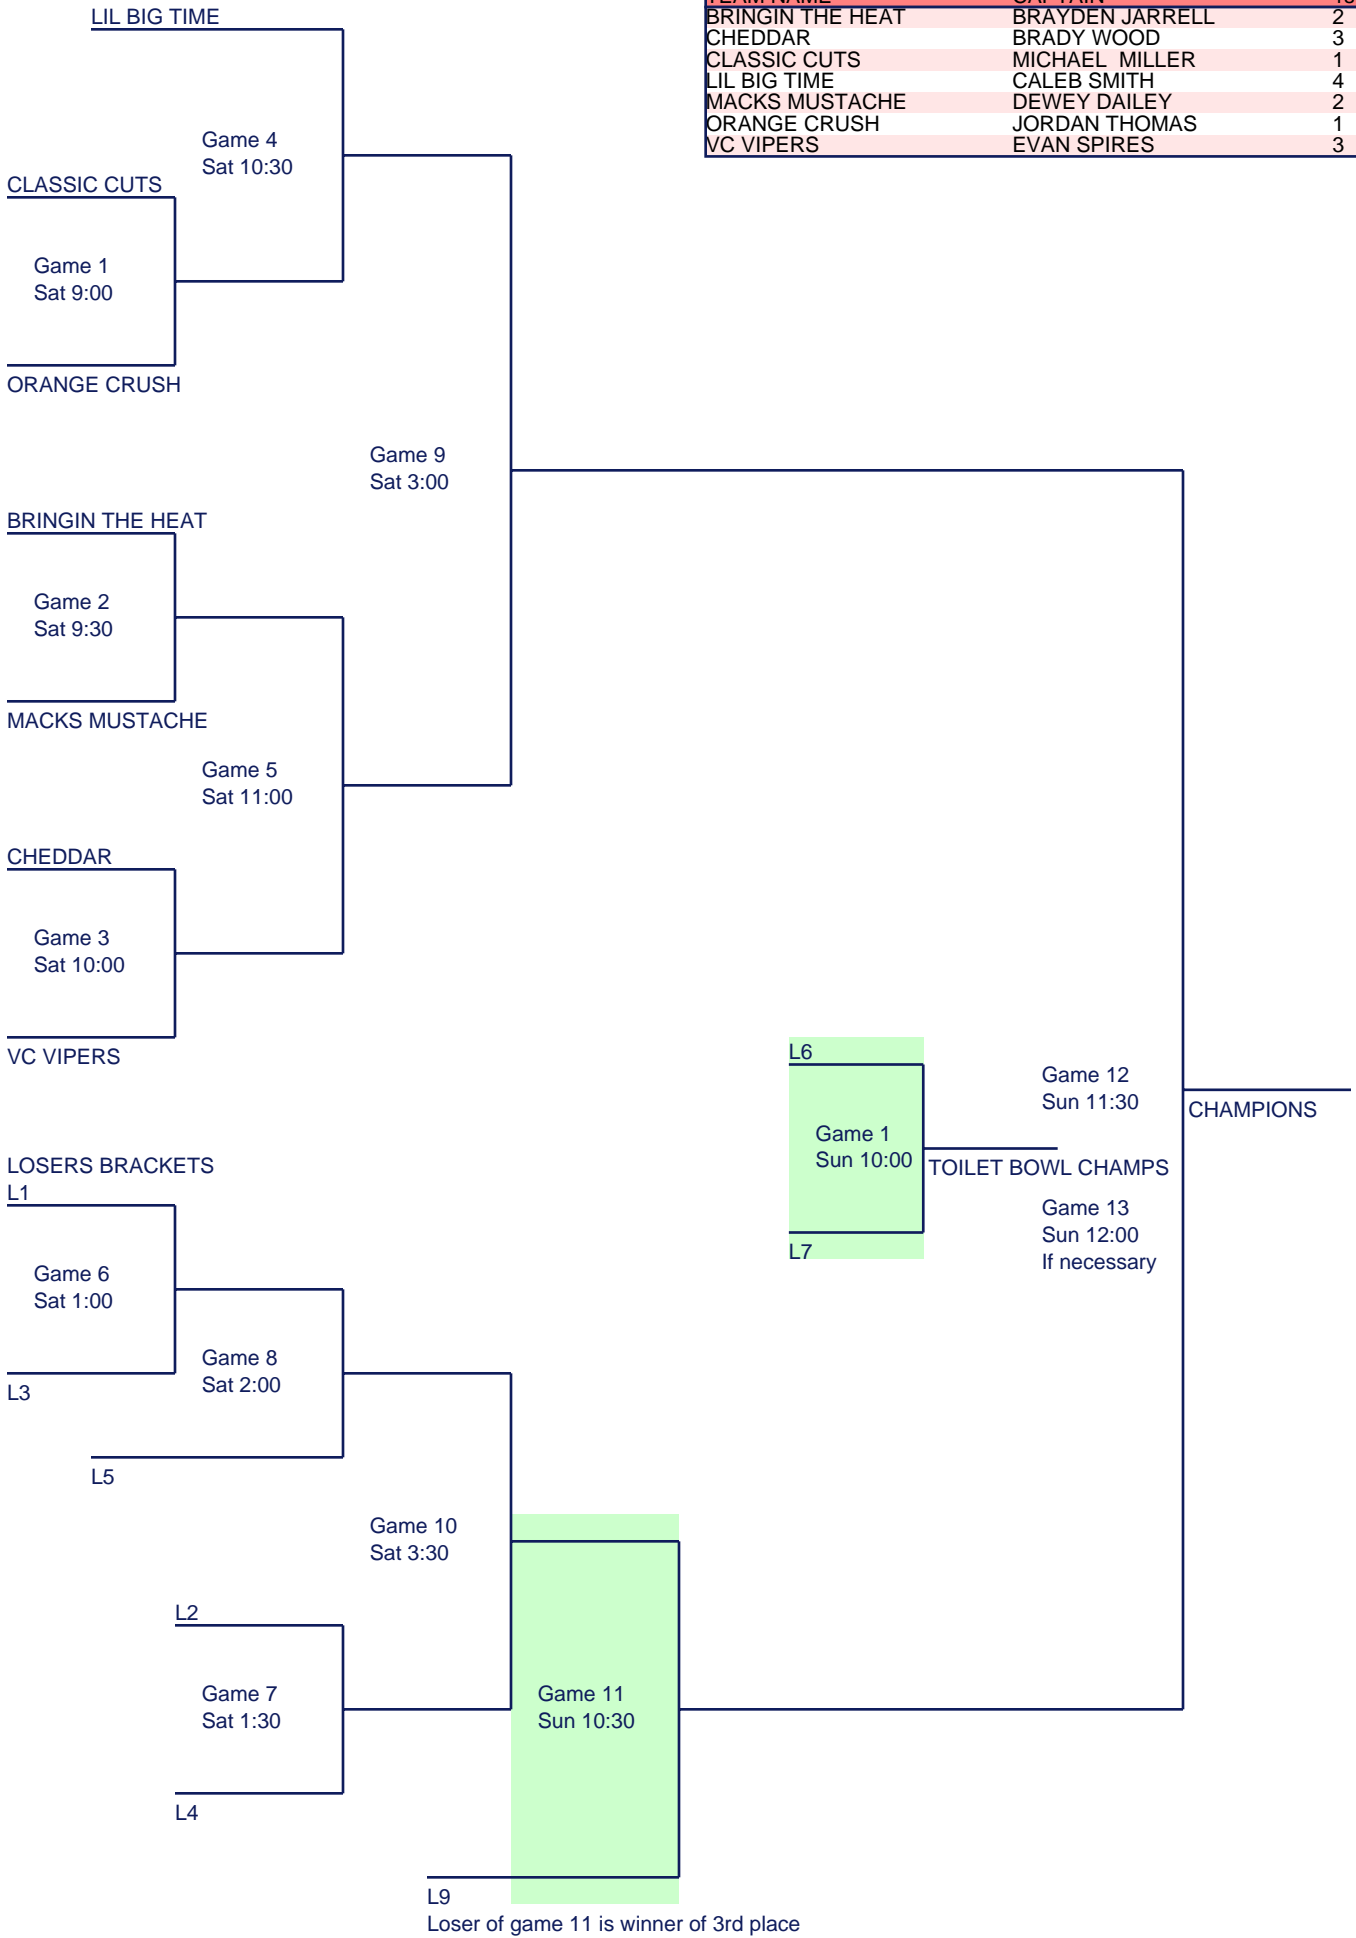 LIL BIG TIME
BRINGIN THE HEAT BRAYDEN JARRELL 2
CHEDDAR BRADY WOOD 3
CLASSIC CUTS MICHAEL  MILLER 1
LIL BIG TIME CALEB SMITH 4
MACKS MUSTACHE DEWEY DAILEY 2
ORANGE CRUSH JORDAN THOMAS 1
VC VIPERS EVAN SPIRES 3
Game 4
Sat 10:30
CLASSIC CUTS
Game 1
Sat 9:00
ORANGE CRUSH
Game 9
Sat 3:00
BRINGIN THE HEAT
Game 2
Sat 9:30
MACKS MUSTACHE
Game 5
Sat 11:00
CHEDDAR
Game 3
Sat 10:00
VC VIPERS
L6
Game 12
Sun 11:30
CHAMPIONS
Game 1
Sun 10:00
TOILET BOWL CHAMPS
Game 13
Sun 12:00
If necessary
L7
LOSERS BRACKETS
L1
Game 6
Sat 1:00
Game 8
Sat 2:00
L3
L5
Game 10
Sat 3:30
L2
Game 7
Sat 1:30
Game 11
Sun 10:30
L4
L9
Loser of game 11 is winner of 3rd place